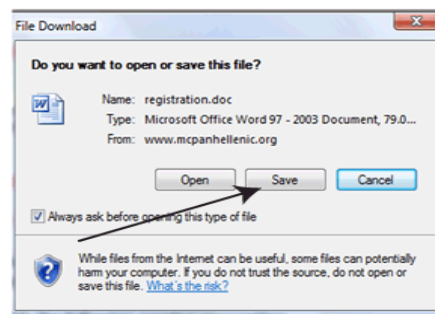 File Download
Do you want to open or save this file?
Name: registration.doc
Type: Microsoft Office Word 97 - 2003 Document, 79.0...
From: www.mcpanhellenic.org
Open Save Cancel
Always ask before opening this type of file
While files from the Internet can be useful, some files can potentially
harm your computer. If you do not trust the source, do not open or
save this file. What's the risk?